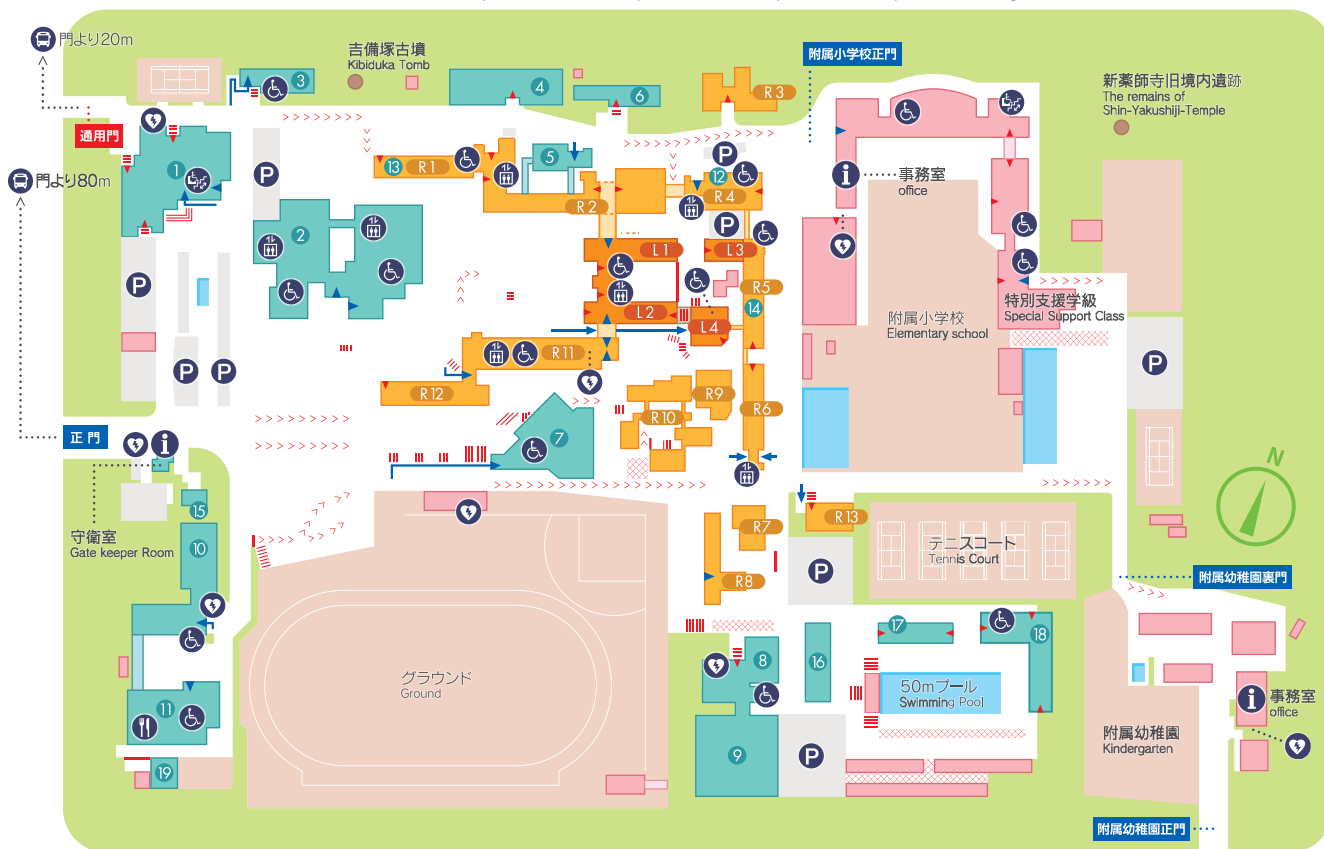 門より20m
吉備塚古墳
Kibiduka Tomb
附属小学校正門
新薬師寺旧境内遺跡
The remains of
Shin-Yakushiji-Temple
通用門
門より80m
正門
守衛室
Gate keeper Room
事務室
office
特別支援学級
Special Support Class
附属小学校
Elementary school
テニスコート
Tennis Court
附属幼稚園裏門
グラウンド
Ground
50mプール
Swimming Pool
附属幼稚園
Kindergarten
事務室
office
附属幼稚園正門
N
1
2
3
4
5
6
7
8
9
10
11
12
13
14
15
16
17
18
19
R1
R2
R3
R4
R5
R6
R7
R8
R9
R10
R11
R12
R13
L1
L2
L3
L4
P
P
P
P
P
P
P
P
P
i
i
i